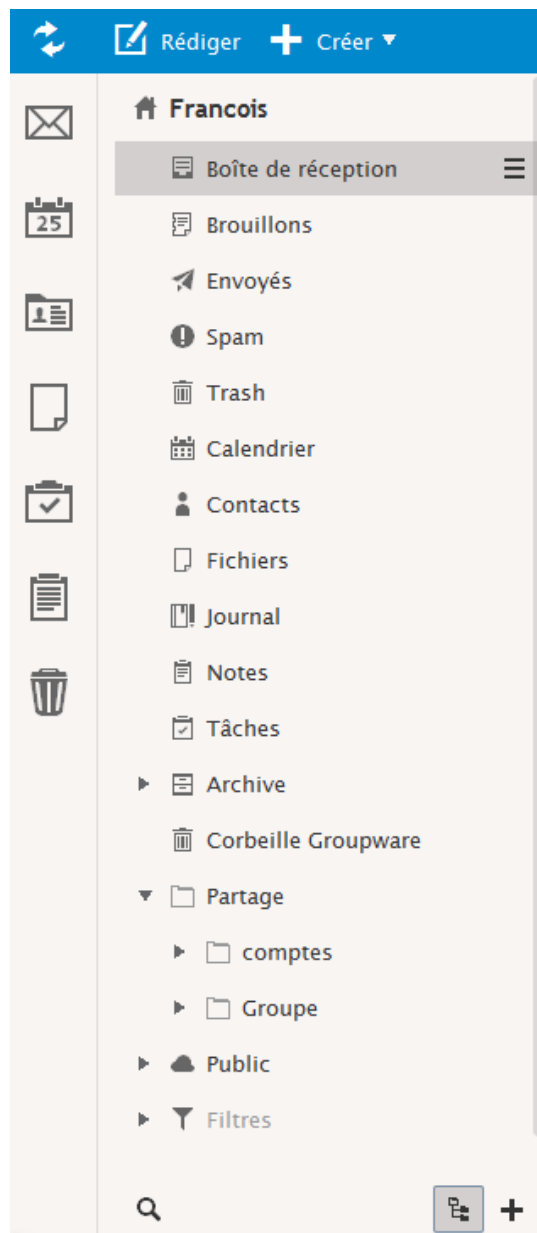 Rédiger Créer
Francois
Boîte de réception
25
Brouillons
Envoyés
Spam
Trash
Calendrier
Contacts
Fichiers
Journal
Notes
Tâches
Archive
Corbeille Groupware
Partage
comptes
Groupe
Public
Filtres